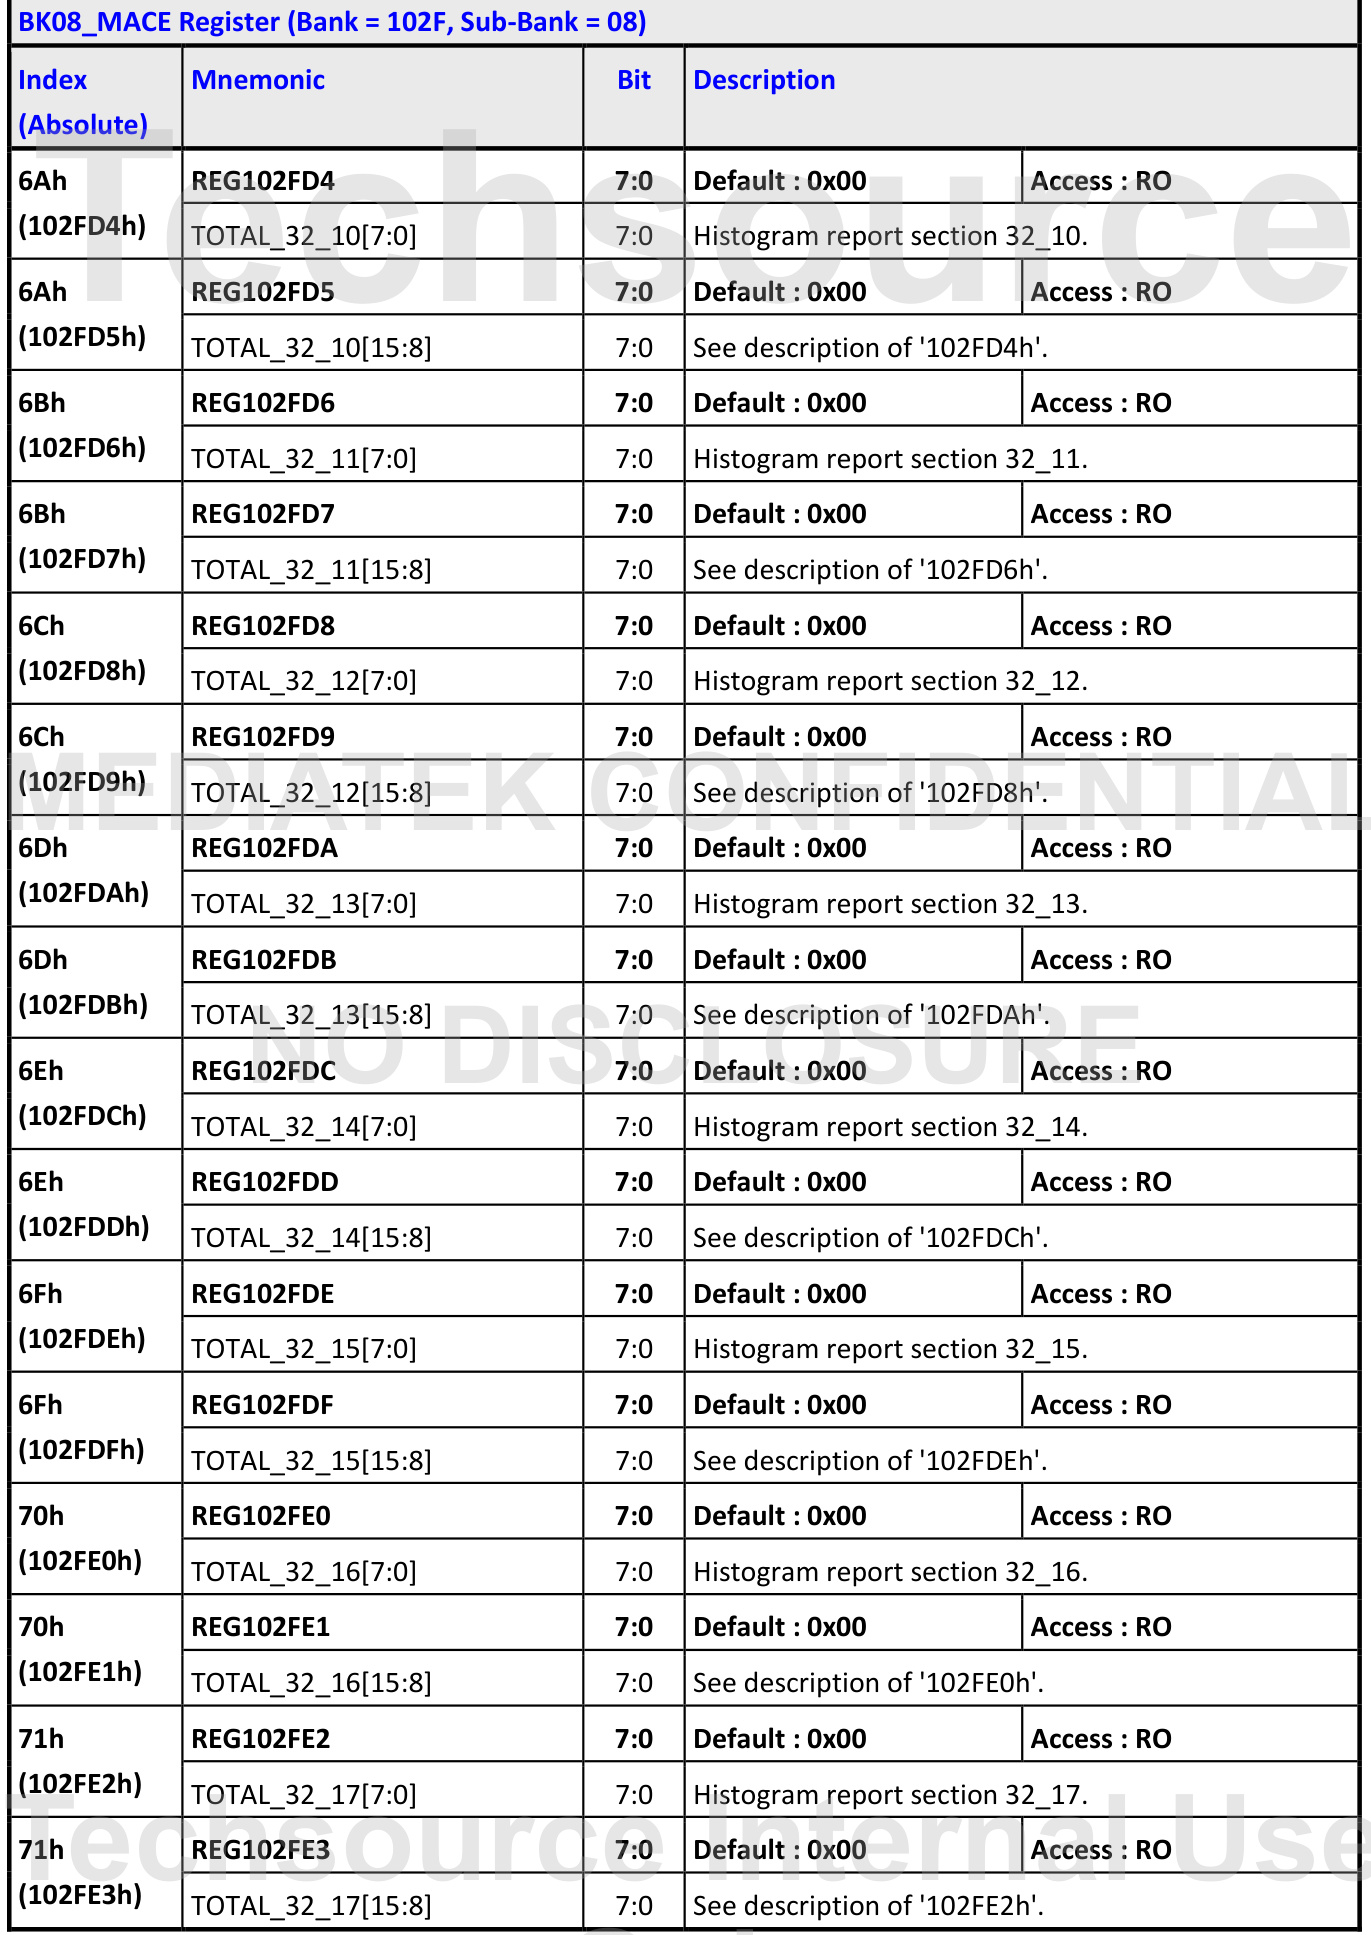 BK08_MACE Register (Bank = 102F, Sub-Bank = 08)
Index (Absolute) Mnemonic Bit Description
6Ah (102FD4h) REG102FD4 7:0 Default : 0x00 Access : RO
TOTAL_32_10[7:0] 7:0 Histogram report section 32_10.
6Ah (102FD5h) REG102FD5 7:0 Default : 0x00 Access : RO
TOTAL_32_10[15:8] 7:0 See description of '102FD4h'.
6Bh (102FD6h) REG102FD6 7:0 Default : 0x00 Access : RO
TOTAL_32_11[7:0] 7:0 Histogram report section 32_11.
6Bh (102FD7h) REG102FD7 7:0 Default : 0x00 Access : RO
TOTAL_32_11[15:8] 7:0 See description of '102FD6h'.
6Ch (102FD8h) REG102FD8 7:0 Default : 0x00 Access : RO
TOTAL_32_12[7:0] 7:0 Histogram report section 32_12.
6Ch (102FD9h) REG102FD9 7:0 Default : 0x00 Access : RO
TOTAL_32_12[15:8] 7:0 See description of '102FD8h'.
6Dh (102FDAh) REG102FDA 7:0 Default : 0x00 Access : RO
TOTAL_32_13[7:0] 7:0 Histogram report section 32_13.
6Dh (102FDBh) REG102FDB 7:0 Default : 0x00 Access : RO
TOTAL_32_13[15:8] 7:0 See description of '102FDAh'.
6Eh (102FDCh) REG102FDC 7:0 Default : 0x00 Access : RO
TOTAL_32_14[7:0] 7:0 Histogram report section 32_14.
6Eh (102FDDh) REG102FDD 7:0 Default : 0x00 Access : RO
TOTAL_32_14[15:8] 7:0 See description of '102FDCh'.
6Fh (102FDEh) REG102FDE 7:0 Default : 0x00 Access : RO
TOTAL_32_15[7:0] 7:0 Histogram report section 32_15.
6Fh (102FDFh) REG102FDF 7:0 Default : 0x00 Access : RO
TOTAL_32_15[15:8] 7:0 See description of '102FDEh'.
70h (102FE0h) REG102FE0 7:0 Default : 0x00 Access : RO
TOTAL_32_16[7:0] 7:0 Histogram report section 32_16.
70h (102FE1h) REG102FE1 7:0 Default : 0x00 Access : RO
TOTAL_32_16[15:8] 7:0 See description of '102FE0h'.
71h (102FE2h) REG102FE2 7:0 Default : 0x00 Access : RO
TOTAL_32_17[7:0] 7:0 Histogram report section 32_17.
71h (102FE3h) REG102FE3 7:0 Default : 0x00 Access : RO
TOTAL_32_17[15:8] 7:0 See description of '102FE2h'.
Techsource
MEDIATEK CONFIDENTIAL
NO DISCLOSURE
Techsource Internal Use